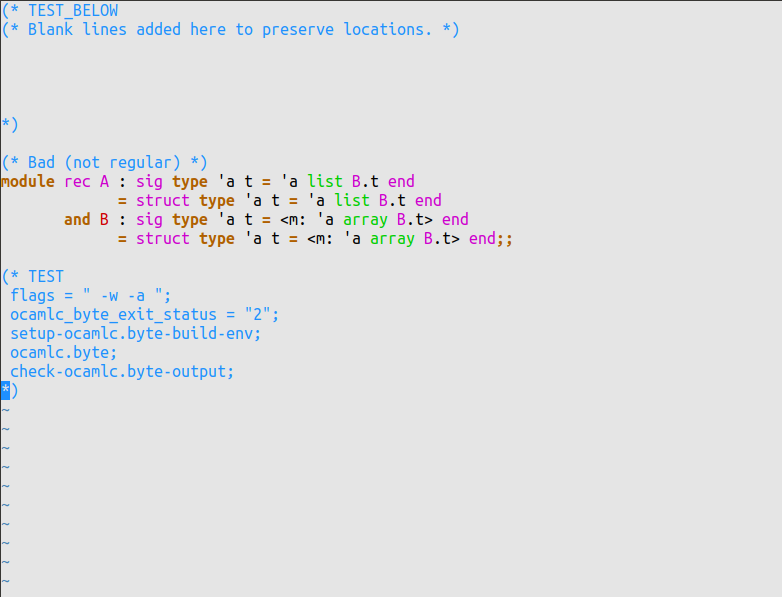 (* TEST_BELOW
(* Blank lines added here to preserve locations. *)




*)

(* Bad (not regular) *)
module rec A : sig type 'a t = 'a list B.t end
             = struct type 'a t = 'a list B.t end
       and B : sig type 'a t = <m: 'a array B.t> end
             = struct type 'a t = <m: 'a array B.t> end;;

(* TEST
 flags = " -w -a ";
 ocamlc_byte_exit_status = "2";
 setup-ocamlc.byte-build-env;
 ocamlc.byte;
 check-ocamlc.byte-output;
*)
~
~
~
~
~
~
~
~
~
~